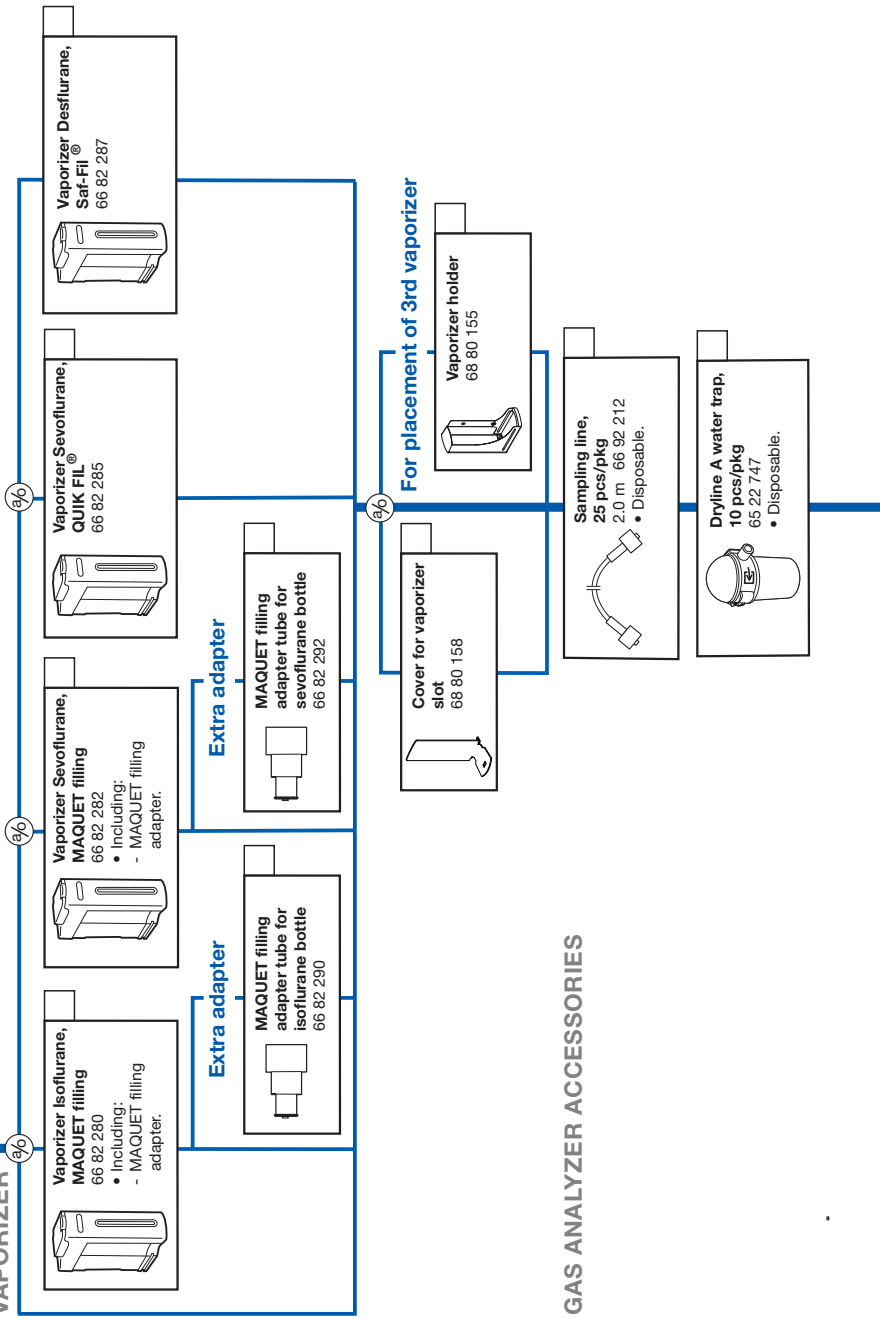 VAPORIZER
a/o
Vaporizer Isoflurane,
MAQUET filling
66 82 280
• Including:
- MAQUET filling
adapter.
a/o
Vaporizer Sevoflurane,
MAQUET filling
66 82 282
• Including:
- MAQUET filling
adapter.
a/o
Vaporizer Sevoflurane,
QUIK FIL®
66 82 285
Vaporizer Desflurane,
Saf-Fil®
66 82 287
Extra adapter
MAQUET filling
adapter tube for
isoflurane bottle
66 82 290
Extra adapter
MAQUET filling
adapter tube for
sevoflurane bottle
66 82 292
a/o
Cover for vaporizer
slot
68 80 158
For placement of 3rd vaporizer
Vaporizer holder
68 80 155
GAS ANALYZER ACCESSORIES
Sampling line,
25 pcs/pkg
2.0 m 66 92 212
• Disposable.
Dryline A water trap,
10 pcs/pkg
65 22 747
• Disposable.